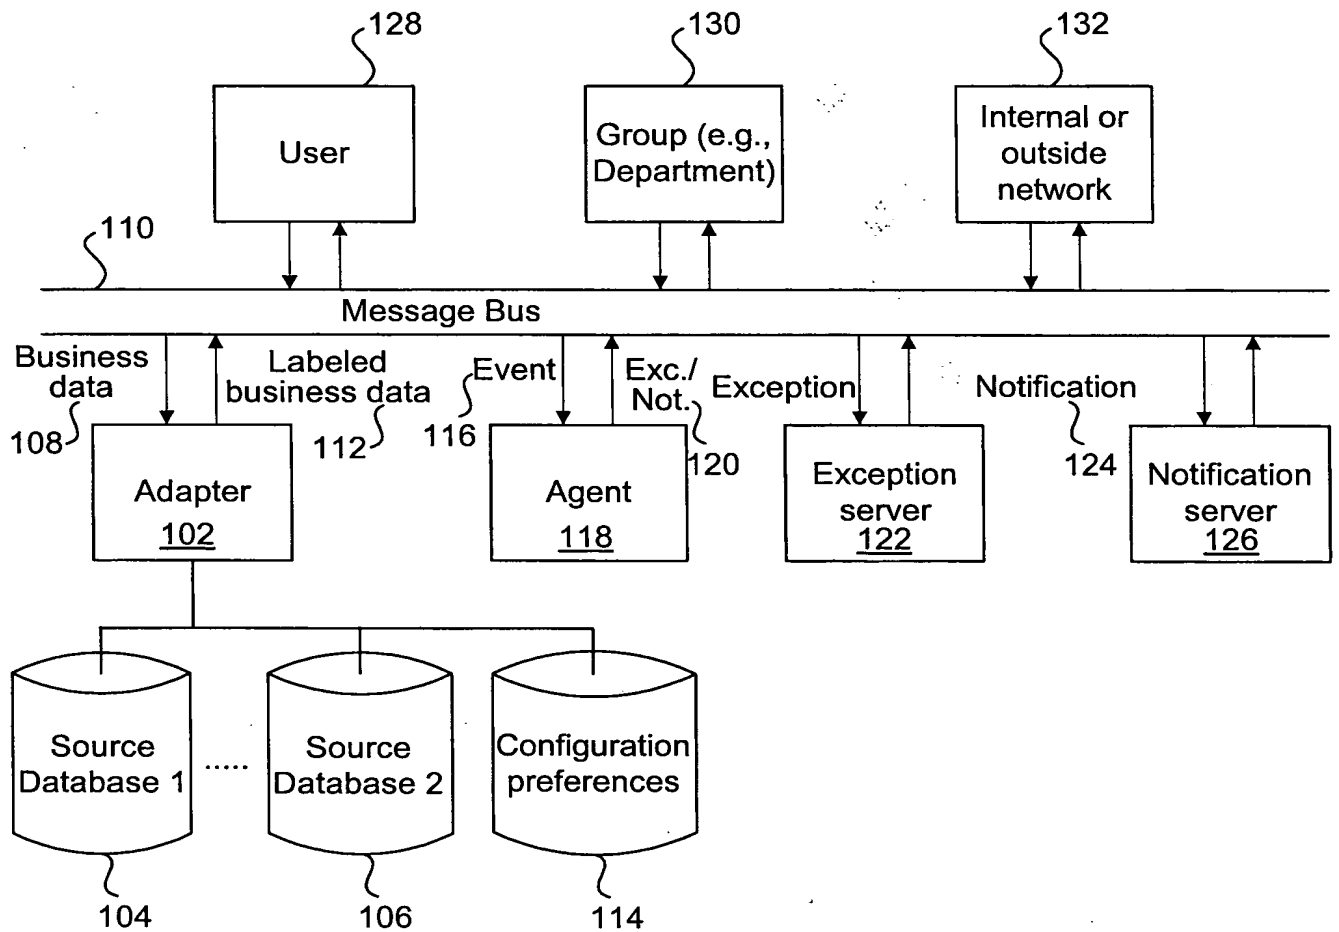 128
130
132
User
Group (e.g.,
Department)
Internal or
outside
network
110
Message Bus
Business
data
108
Labeled
business data
112
Event
116
Exc./
Not.
120
Exception
Notification
124
Adapter
102
Agent
118
Exception
server
122
Notification
server
126
Source
Database 1
.....
Source
Database 2
Configuration
preferences
104
106
114